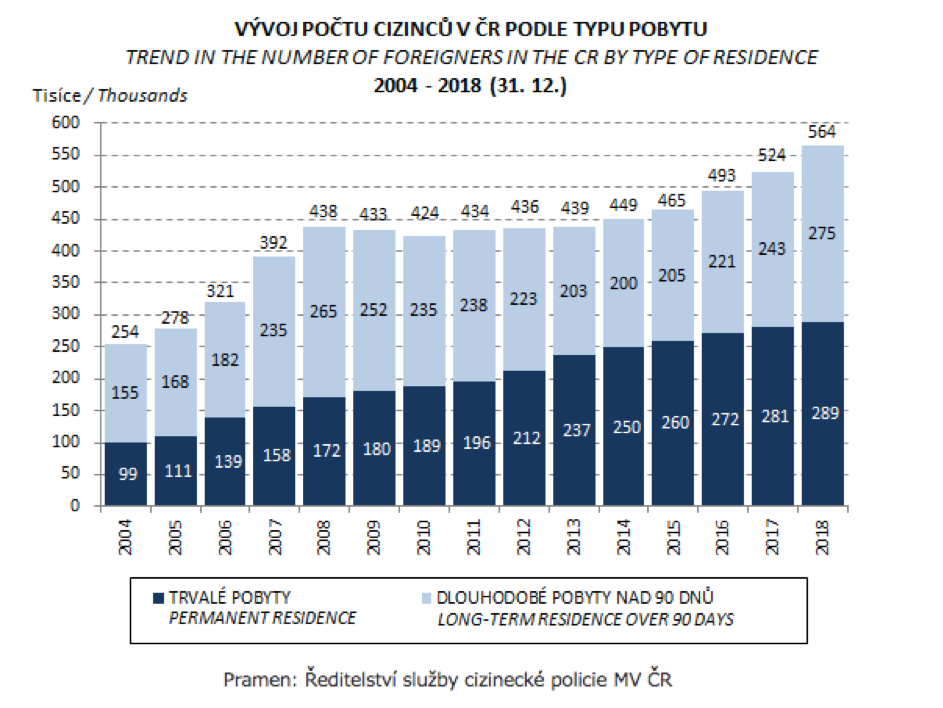 VÝVOJ POČTU CIZINCŮ V ČR PODLE TYPU POBYTU
TREND IN THE NUMBER OF FOREIGNERS IN THE CR BY TYPE OF RESIDENCE
2004 - 2018 (31. 12.)
Tisíce / Thousands
600
550
500
450
400
350
300
250
200
150
100
50
0
254 278 321 392 438 433 424 434 436 439 449 465 493 524 564
155 168 182 235 265 252 235 238 223 203 200 205 221 243 275
99 111 139 158 172 180 189 196 212 237 250 260 272 281 289
2004 2005 2006 2007 2008 2009 2010 2011 2012 2013 2014 2015 2016 2017 2018
TRVALÉ POBYTY
PERMANENT RESIDENCE
DLOUHODOBÉ POBYTY NAD 90 DNŮ
LONG-TERM RESIDENCE OVER 90 DAYS
Pramen: Ředitelství služby cizinecké policie MV ČR